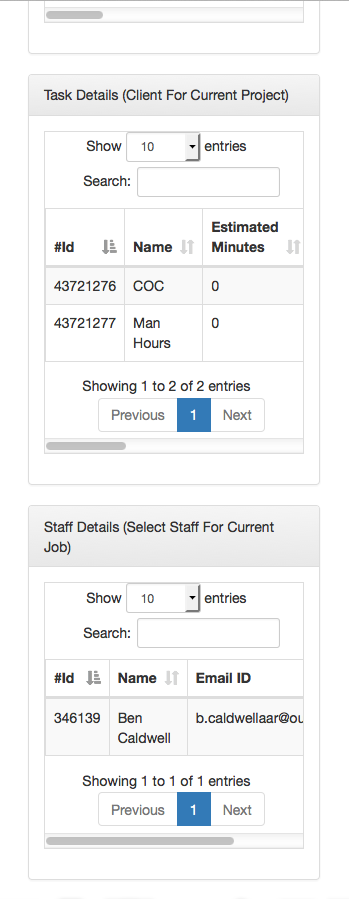 Task Details (Client For Current Project)
Show 10 entries
Search:
#Id Name Estimated Minutes
43721276 COC 0
43721277 Man Hours 0
Showing 1 to 2 of 2 entries
Previous 1 Next
Staff Details (Select Staff For Current
Job)
Show 10 entries
Search:
#Id Name Email ID
346139 Ben Caldwell b.caldwellaar@ou
Showing 1 to 1 of 1 entries
Previous 1 Next